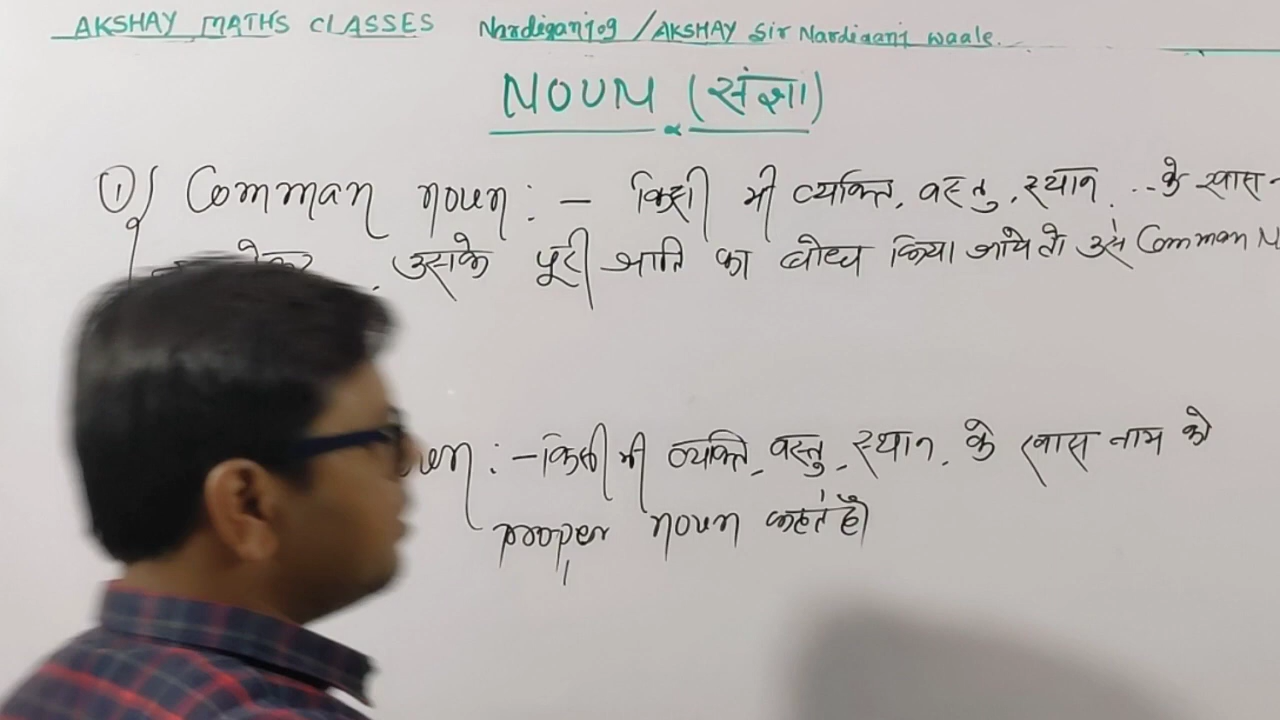 AKSHAY MATHS CLASSES Nardiganj09 / AKSHAY Sir Nardiganj waale.
NOUN (संज्ञा)
① Comman noun : - किसी भी व्यक्ति, वस्तु, स्थान, .. के खास -
उसके पूरी जाति का बोध किया जाये तो उसे Comman N
: - किसी भी व्यक्ति, वस्तु, स्थान, के खास नाम को
proper noun कहते है।